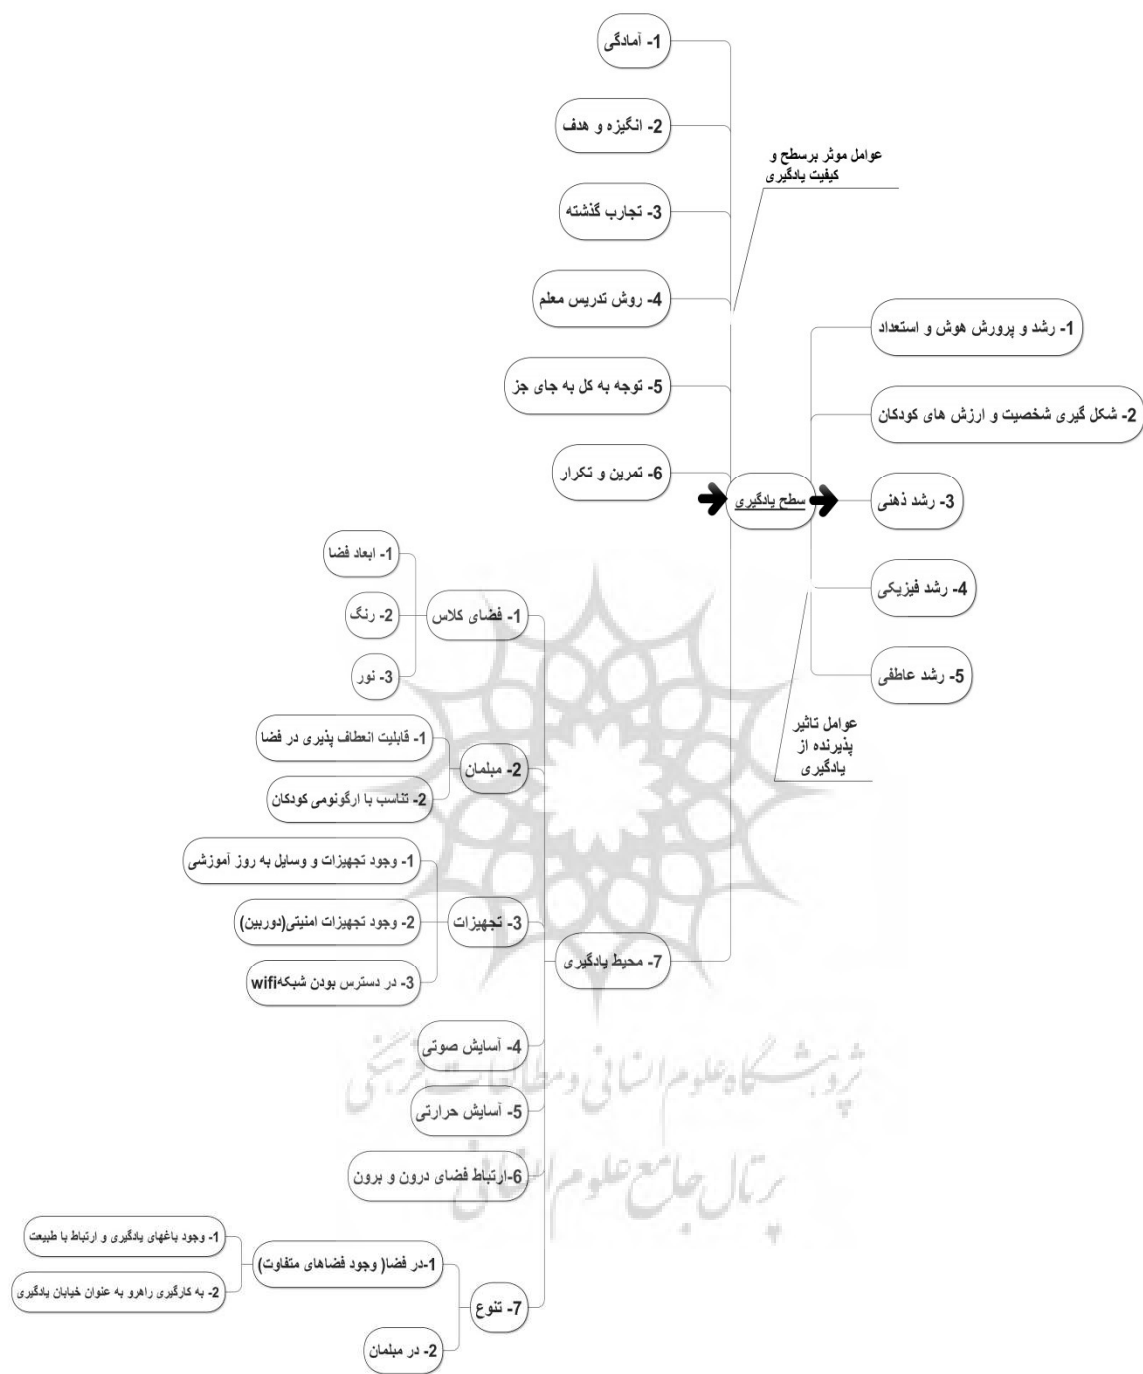 1- آمادگی
2- انگیزه و هدف
عوامل موثر برسطح و
کیفیت یادگیری
3- تجارب گذشته
4- روش تدریس معلم
5- توجه به کل به جای جز
6- تمرین و تکرار
سطح یادگیری
1- رشد و پرورش هوش و استعداد
2- شکل گیری شخصیت و ارزش های کودکان
3- رشد ذهنی
4- رشد فیزیکی
5- رشد عاطفی
عوامل تاثیر
پذیرنده از
یادگیری
7- محیط یادگیری
1- فضای کلاس
1- ابعاد فضا
2- رنگ
3- نور
2- مبلمان
1- قابلیت انعطاف پذیری در فضا
2- تناسب با ارگونومی کودکان
3- تجهیزات
1- وجود تجهیزات و وسایل به روز آموزشی
2- وجود تجهیزات امنیتی(دوربین)
3- در دسترس بودن شبکهwifi
4- آسایش صوتی
5- آسایش حرارتی
6-ارتباط فضای درون و برون
7- تنوع
1-در فضا( وجود فضاهای متفاوت)
1- وجود باغهای یادگیری و ارتباط با طبیعت
2- به کارگیری راهرو به عنوان خیابان یادگیری
2- در مبلمان
پژوهشگاه علوم انسانی و مطالعات فرهنگی
پرتال جامع علوم انسانی